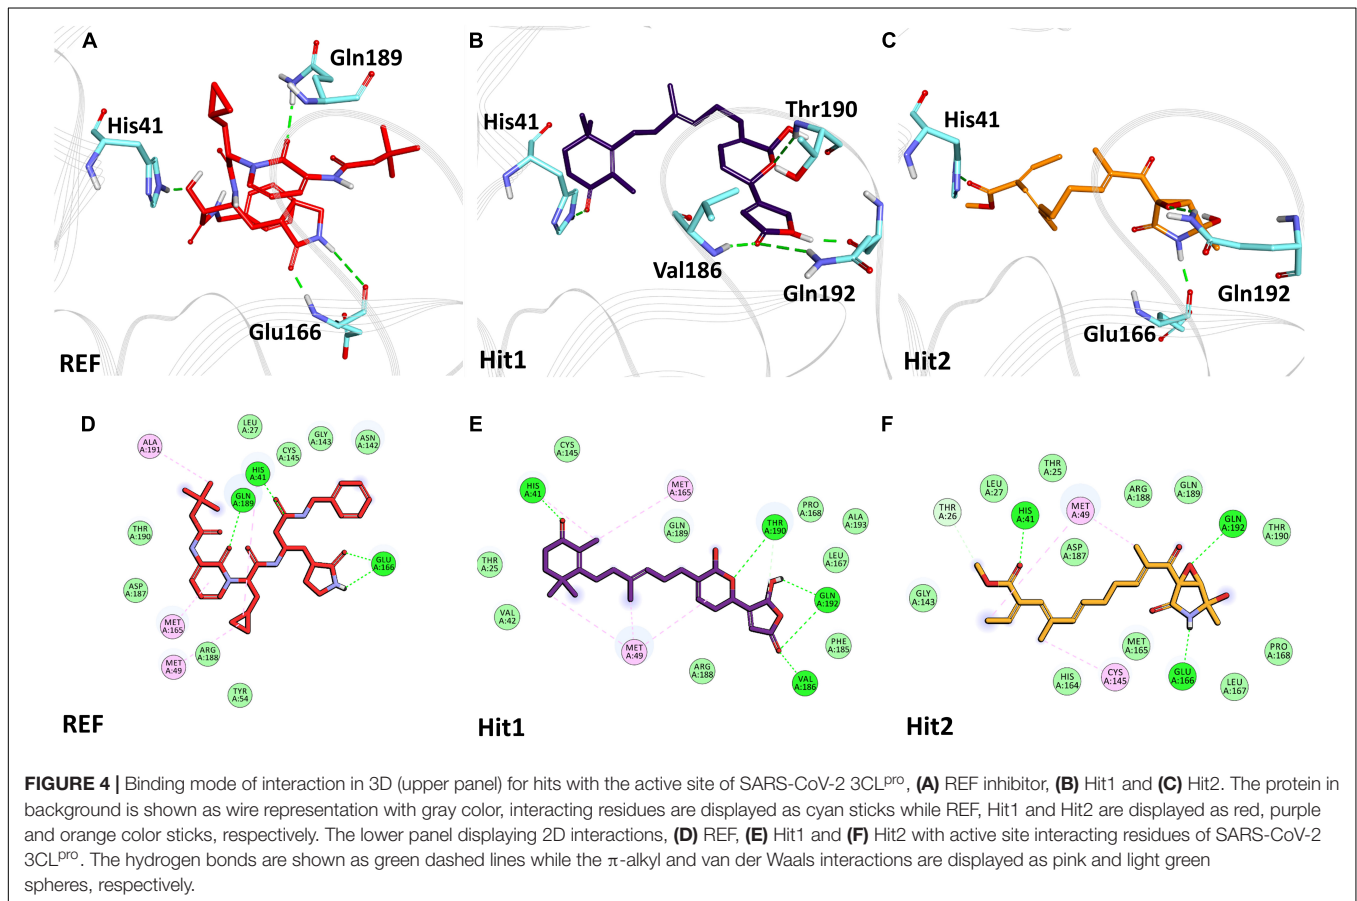 A
Gln189
His41
Glu166
REF
B
His41
Thr190
Val186
Gln192
Hit1
C
His41
Gln192
Glu166
Hit2
D
LEU
A:27
GLY
A:143
ASN
A:142
ALA
A:191
CYS
A:145
HIS
A:41
GLN
A:189
THR
A:190
GLU
A:166
ASP
A:187
MET
A:165
ARG
A:188
MET
A:49
TYR
A:54
REF
E
CYS
A:145
HIS
A:41
MET
A:165
PRO
A:168
GLN
A:189
THR
A:190
ALA
A:193
THR
A:25
LEU
A:167
GLN
A:192
VAL
A:42
MET
A:49
PHE
A:185
ARG
A:188
VAL
A:186
Hit1
F
THR
A:25
LEU
A:27
ARG
A:188
GLN
A:189
THR
A:26
HIS
A:41
MET
A:49
GLN
A:192
THR
A:190
ASP
A:187
GLY
A:143
MET
A:165
PRO
A:168
HIS
A:164
CYS
A:145
GLU
A:166
LEU
A:167
Hit2
FIGURE 4 | Binding mode of interaction in 3D (upper panel) for hits with the active site of SARS-CoV-2 3CLpro, (A) REF inhibitor, (B) Hit1 and (C) Hit2. The protein in
background is shown as wire representation with gray color, interacting residues are displayed as cyan sticks while REF, Hit1 and Hit2 are displayed as red, purple
and orange color sticks, respectively. The lower panel displaying 2D interactions, (D) REF, (E) Hit1 and (F) Hit2 with active site interacting residues of SARS-CoV-2
3CLpro. The hydrogen bonds are shown as green dashed lines while the π-alkyl and van der Waals interactions are displayed as pink and light green
spheres, respectively.